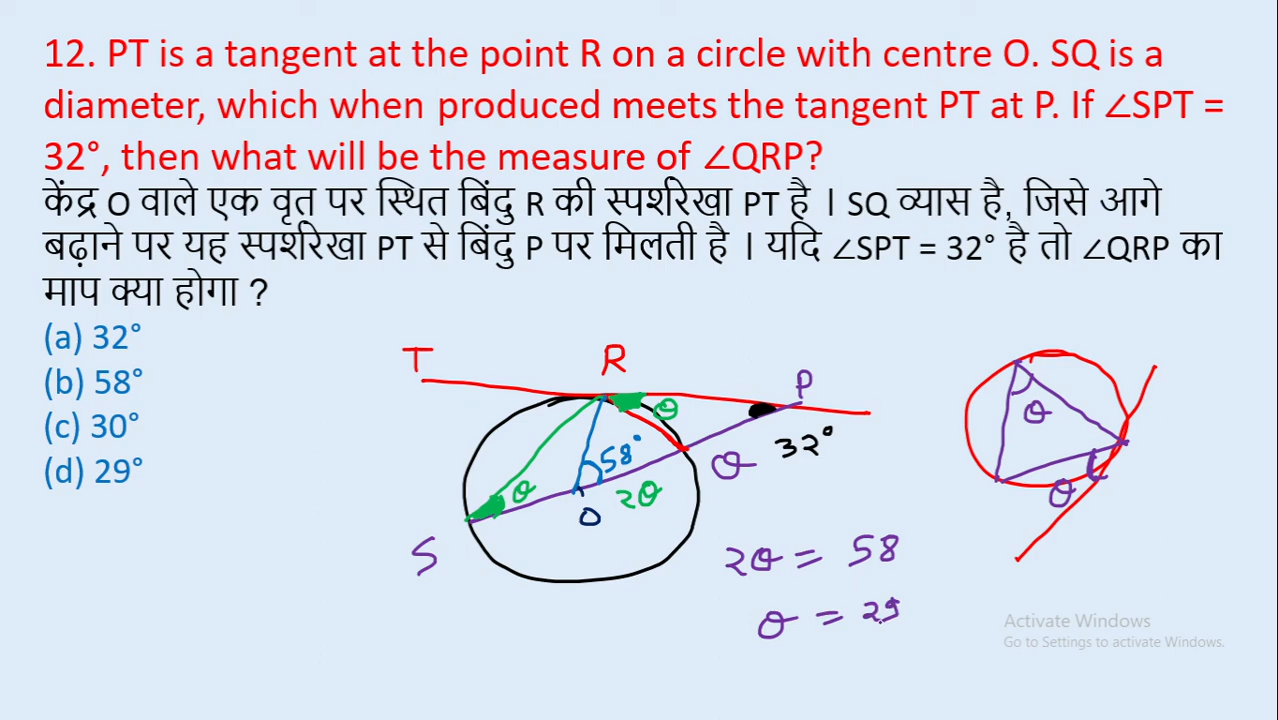 12. PT is a tangent at the point R on a circle with centre O. SQ is a
diameter, which when produced meets the tangent PT at P. If ∠SPT =
32°, then what will be the measure of ∠QRP?
केंद्र O वाले एक वृत पर स्थित बिंदु R की स्पर्शरेखा PT है । SQ व्यास है, जिसे आगे
बढ़ाने पर यह स्पर्शरेखा PT से बिंदु P पर मिलती है । यदि ∠SPT = 32° है तो ∠QRP का
माप क्या होगा ?
(a) 32°
(b) 58°
(c) 30°
(d) 29°
T R P
θ
58° Q 32°
θ 2θ
O
S
θ
θ
2θ = 58
θ = 29
Activate Windows
Go to Settings to activate Windows.